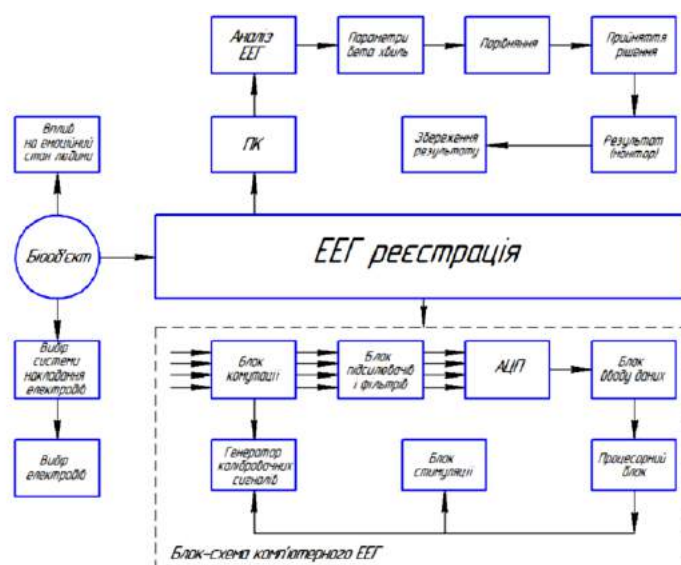 Аналіз
ЕЕГ
Параметри
бета хвиль
Порівняння
Прийняття
рішення
Вплив
на емоційний
стан людини
ПК
Збереження
результату
Результат
(монітор)
Біооб'єкт
ЕЕГ реєстрація
Вибір
системи
накладання
електродів
Блок
комутації
Блок
підсилювачів
і фільтрів
АЦП
Блок
вводу даних
Вибір
електродів
Генератор
калібровочних
сигналів
Блок
стимуляції
Процесорний
блок
Блок-схема комп'ютерного ЕЕГ